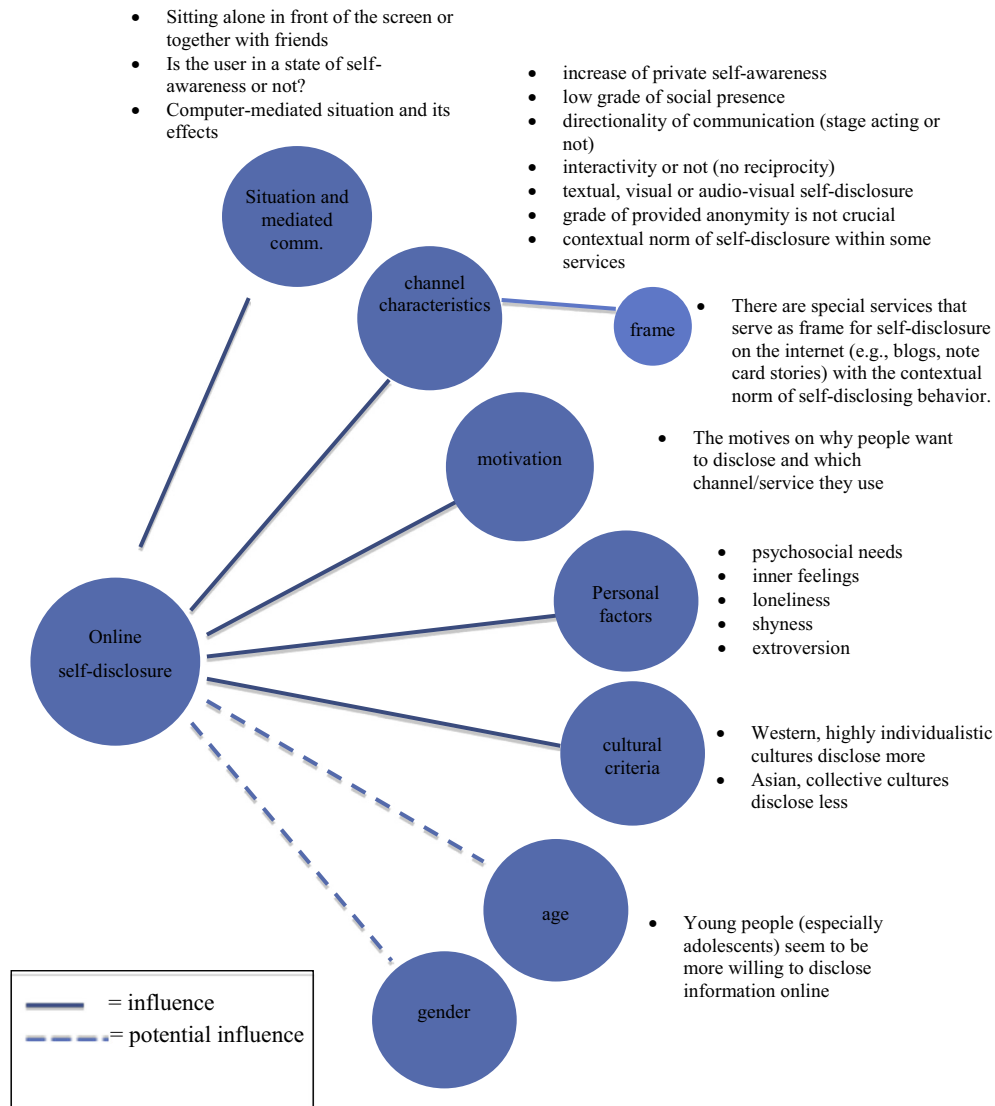 • Sitting alone in front of the screen or
together with friends
• Is the user in a state of self-
awareness or not?
• Computer-mediated situation and its
effects
• increase of private self-awareness
• low grade of social presence
• directionality of communication (stage acting or
not)
• interactivity or not (no reciprocity)
• textual, visual or audio-visual self-disclosure
• grade of provided anonymity is not crucial
• contextual norm of self-disclosure within some
services
Situation and
mediated
comm.
channel
characteristics
frame
• There are special services that
serve as frame for self-disclosure
on the internet (e.g., blogs, note
card stories) with the contextual
norm of self-disclosing behavior.
motivation
• The motives on why people want
to disclose and which
channel/service they use
Personal
factors
• psychosocial needs
• inner feelings
• loneliness
• shyness
• extroversion
Online
self-disclosure
cultural
criteria
• Western, highly individualistic
cultures disclose more
• Asian, collective cultures
disclose less
age
• Young people (especially
adolescents) seem to be
more willing to disclose
information online
gender
= influence
= potential influence